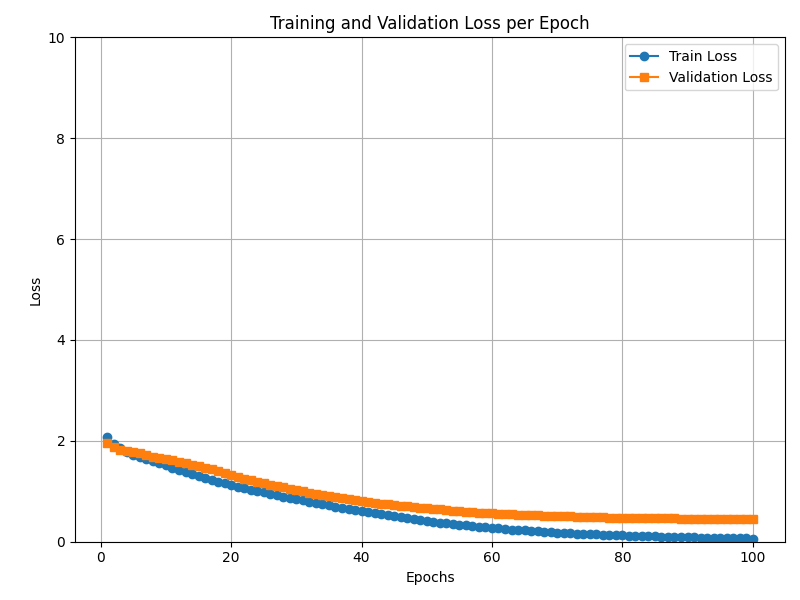 Training and Validation Loss per Epoch
Train Loss
Validation Loss
10
8
6
4
2
0
Loss
0 20 40 60 80 100
Epochs